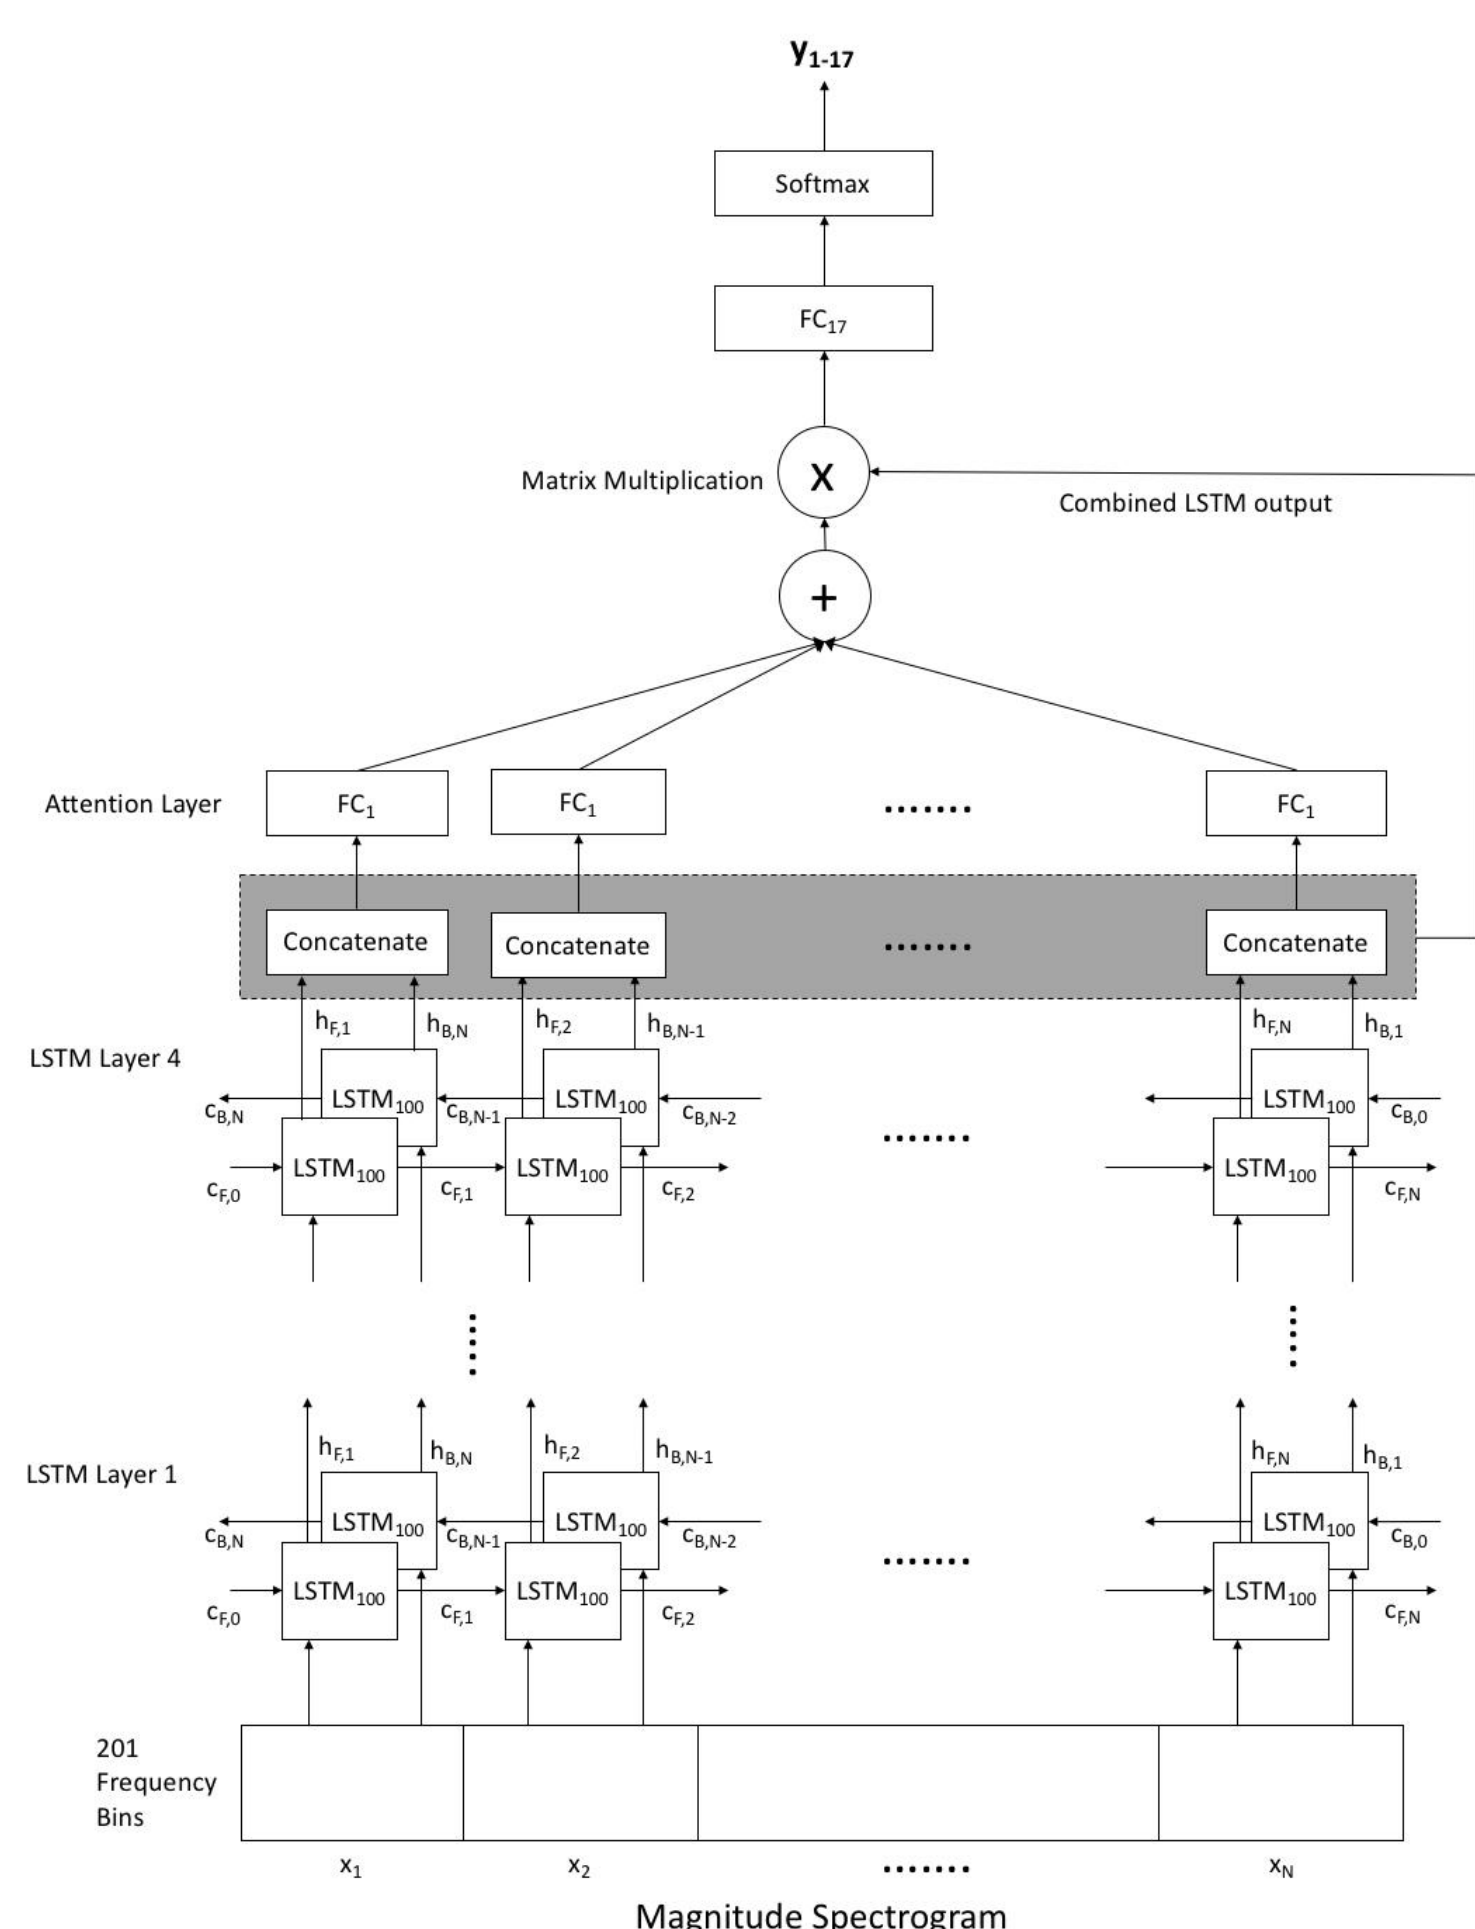 y1-17
Softmax
FC17
Matrix Multiplication
X
Combined LSTM output
+
Attention Layer
FC1
FC1
.......
FC1
Concatenate
Concatenate
.......
Concatenate
hF,1
hB,N
hF,2
hB,N-1
hF,N
hB,1
LSTM Layer 4
LSTM100
LSTM100
LSTM100
cB,N
cB,N-1
cB,N-2
cB,0
.......
LSTM100
LSTM100
LSTM100
cF,0
cF,1
cF,2
cF,N
hF,1
hB,N
hF,2
hB,N-1
hF,N
hB,1
LSTM Layer 1
LSTM100
LSTM100
LSTM100
cB,N
cB,N-1
cB,N-2
cB,0
.......
LSTM100
LSTM100
LSTM100
cF,0
cF,1
cF,2
cF,N
201
Frequency
Bins
x1
x2
.......
xN
Magnitude Spectrogram